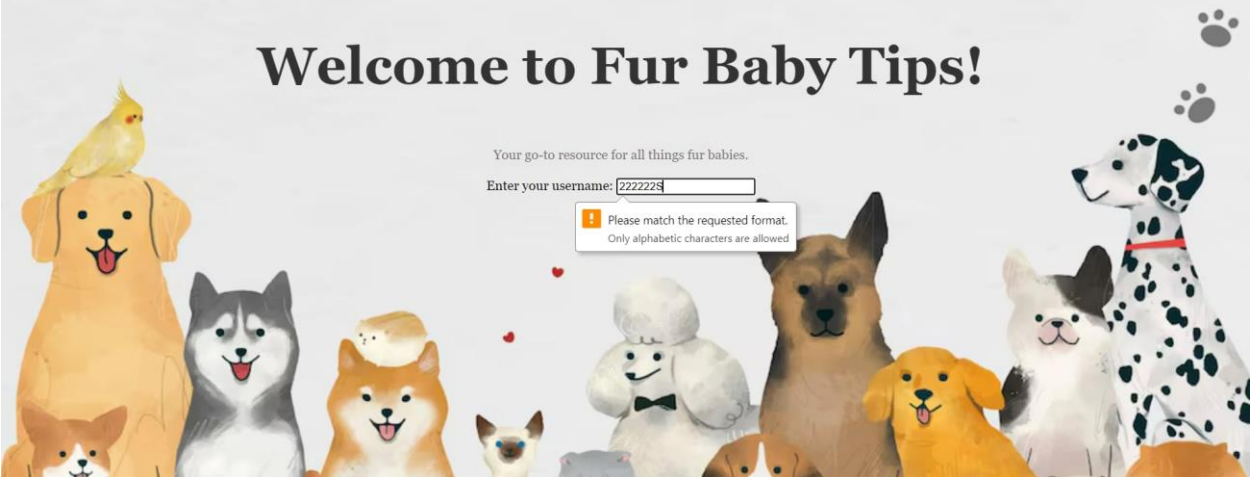 Welcome to Fur Baby Tips!
Your go-to resource for all things fur babies.
Enter your username: 222222S
Please match the requested format.
Only alphabetic characters are allowed